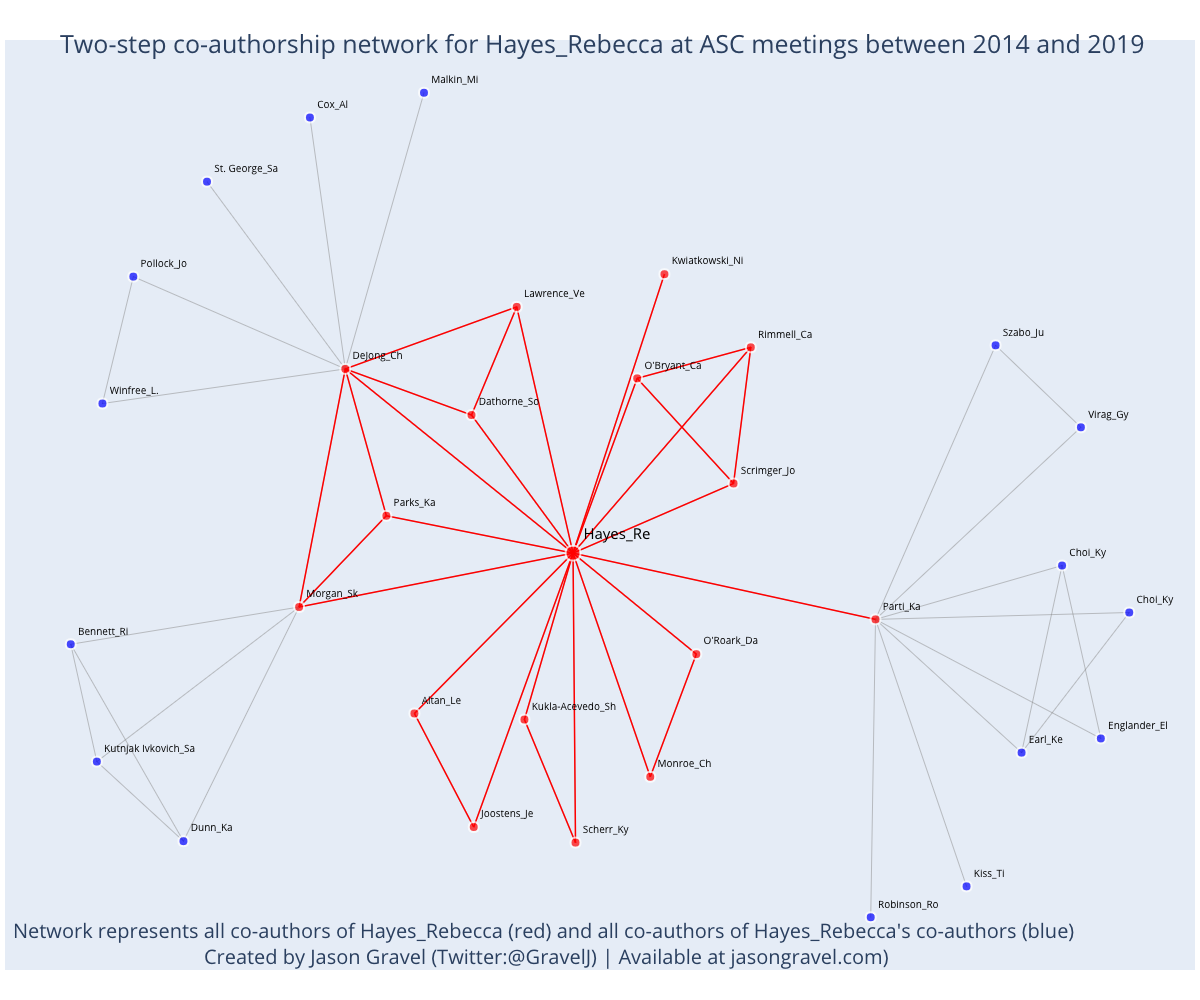 Two-step co-authorship network for Hayes_Rebecca at ASC meetings between 2014 and 2019
Malkin_Mi
Cox_Al
St. George_Sa
Pollock_Jo
Kwiatkowski_Ni
Lawrence_Ve
Rimmell_Ca
Szabo_Ju
DeJong_Ch
O'Bryant_Ca
Winfree_L.
Dathorne_So
Virag_Gy
Scrimger_Jo
Parks_Ka
Hayes_Re
Choi_Ky
Morgan_Sk
Choi_Ky
Parti_Ka
Bennett_Ri
O'Roark_Da
Altan_Le
Kukla-Acevedo_Sh
Englander_El
Earl_Ke
Kutnjak Ivkovich_Sa
Monroe_Ch
Joostens_Je
Dunn_Ka
Scherr_Ky
Kiss_Ti
Robinson_Ro
Network represents all co-authors of Hayes_Rebecca (red) and all co-authors of Hayes_Rebecca's co-authors (blue)
Created by Jason Gravel (Twitter:@GravelJ) | Available at jasongravel.com)